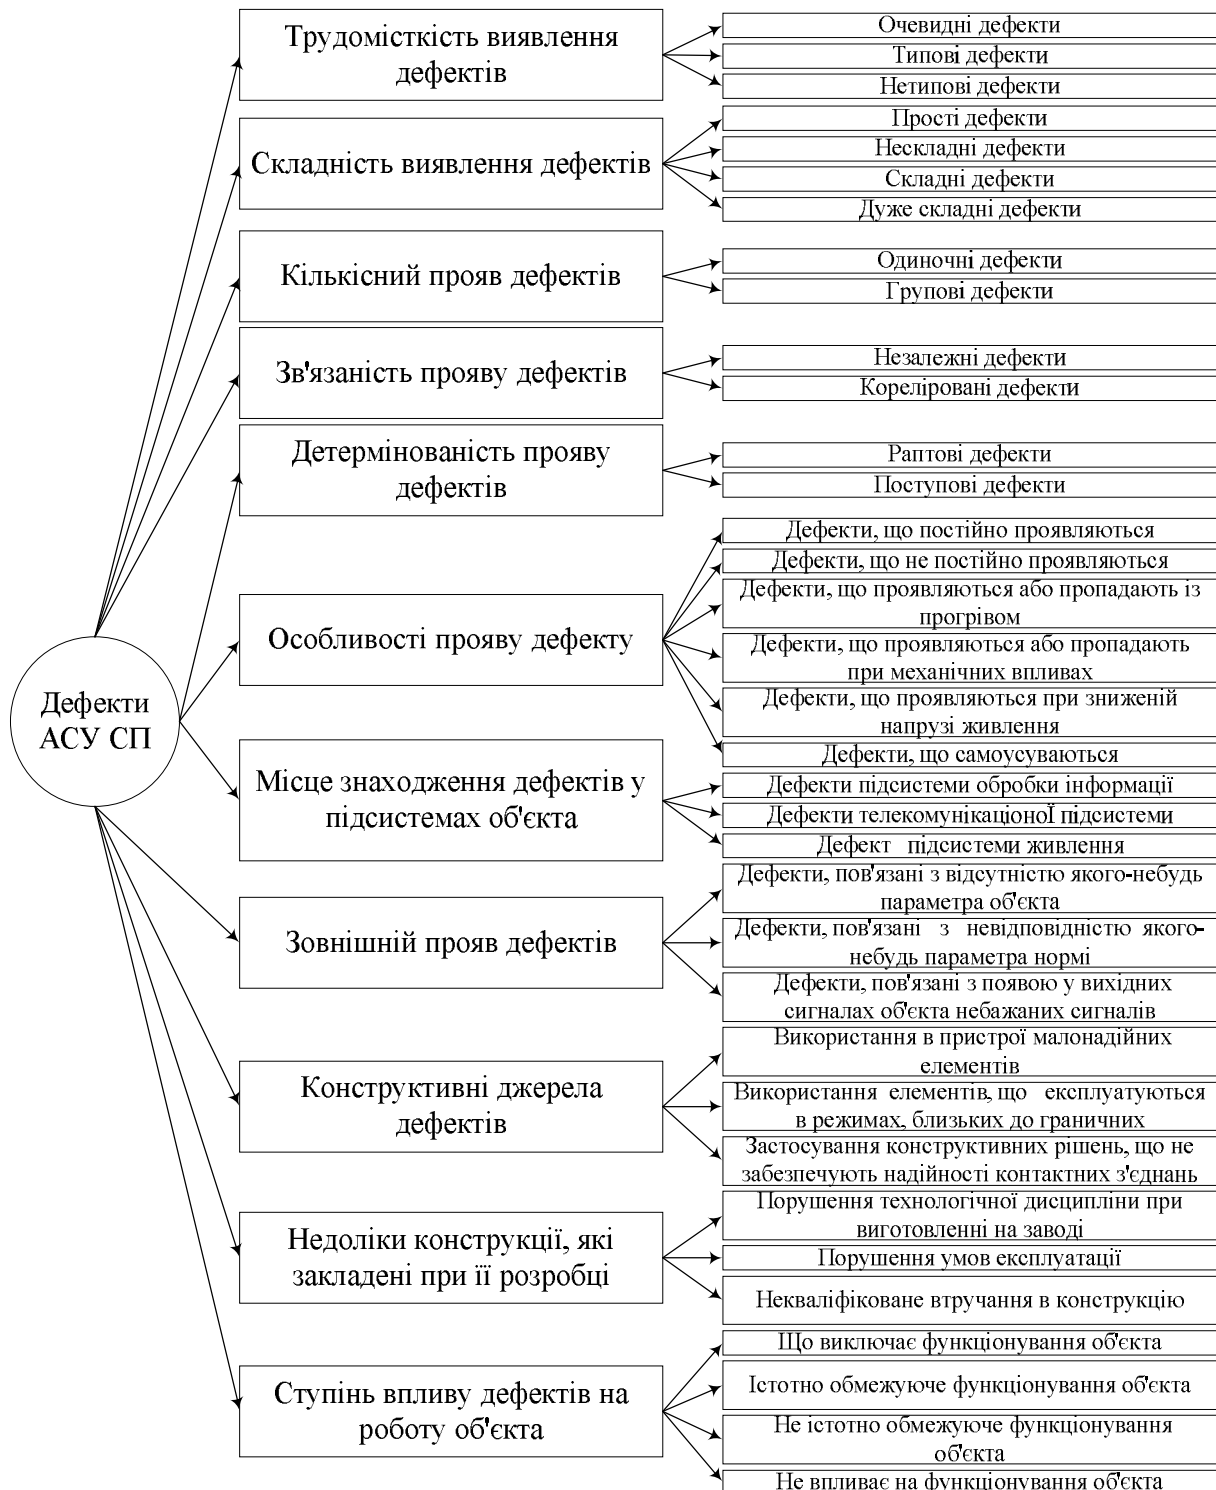 Дефекти
АСУ СП
Трудомісткість виявлення
дефектів
Очевидні дефекти
Типові дефекти
Нетипові дефекти
Складність виявлення дефектів
Прості дефекти
Нескладні дефекти
Складні дефекти
Дуже складні дефекти
Кількісний прояв дефектів
Одиночні дефекти
Групові дефекти
Зв'язаність прояву дефектів
Незалежні дефекти
Кореліровані дефекти
Детермінованість прояву
дефектів
Раптові дефекти
Поступові дефекти
Особливості прояву дефекту
Дефекти, що постійно проявляються
Дефекти, що не постійно проявляються
Дефекти, що проявляються або пропадають із
прогрівом
Дефекти, що проявляються або пропадають
при механічних впливах
Дефекти, що проявляються при зниженій
напрузі живлення
Дефекти, що самоусуваються
Місце знаходження дефектів у
підсистемах об'єкта
Дефекти підсистеми обробки інформації
Дефекти телекомунікаціоної підсистеми
Дефект підсистеми живлення
Зовнішній прояв дефектів
Дефекти, пов'язані з відсутністю якого-небудь
параметра об'єкта
Дефекти, пов'язані з невідповідністю якого-
небудь параметра нормі
Дефекти, пов'язані з появою у вихідних
сигналах об'єкта небажаних сигналів
Конструктивні джерела
дефектів
Використання в пристрої малонадійних
елементів
Використання елементів, що експлуатуються
в режимах, близьких до граничних
Застосування конструктивних рішень, що не
забезпечують надійності контактних з'єднань
Недоліки конструкції, які
закладені при її розробці
Порушення технологічної дисципліни при
виготовленні на заводі
Порушення умов експлуатації
Некваліфіковане втручання в конструкцію
Ступінь впливу дефектів на
роботу об'єкта
Що виключає функціонування об'єкта
Істотно обмежуюче функціонування об'єкта
Не істотно обмежуюче функціонування
об'єкта
Не впливає на функціонування об'єкта